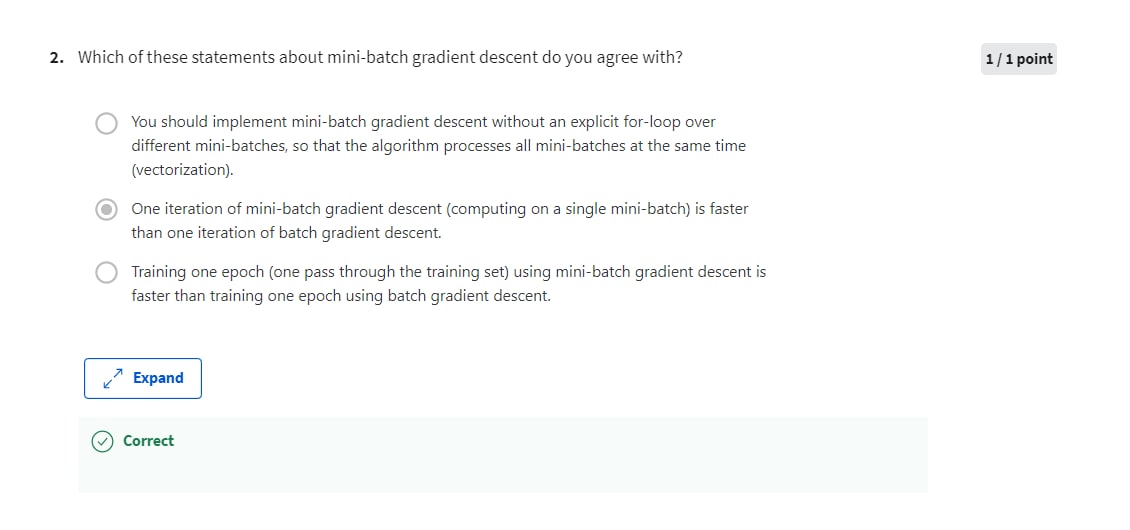 2. Which of these statements about mini-batch gradient descent do you agree with?
1 / 1 point
You should implement mini-batch gradient descent without an explicit for-loop over
different mini-batches, so that the algorithm processes all mini-batches at the same time
(vectorization).
One iteration of mini-batch gradient descent (computing on a single mini-batch) is faster
than one iteration of batch gradient descent.
Training one epoch (one pass through the training set) using mini-batch gradient descent is
faster than training one epoch using batch gradient descent.
Expand
Correct